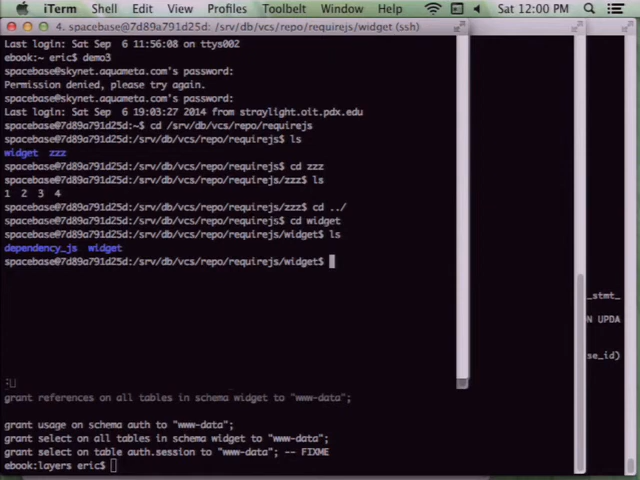 iTerm Shell Edit View Profiles Toolbelt Window Help Sat 12:00 PM
4. spacebase@7d89a791d25d: /srv/db/vcs/repo/requirejs/widget (ssh)
Last login: Sat Sep  6 11:56:08 on ttys002
ebook:~ eric$ demo3
spacebase@skynet.aquameta.com's password:
Permission denied, please try again.
spacebase@skynet.aquameta.com's password:
Last login: Sat Sep  6 19:03:27 2014 from straylight.oit.pdx.edu
spacebase@7d89a791d25d:~$ cd /srv/db/vcs/repo/requirejs
spacebase@7d89a791d25d:/srv/db/vcs/repo/requirejs$ ls
widget  zzz
spacebase@7d89a791d25d:/srv/db/vcs/repo/requirejs$ cd zzz
spacebase@7d89a791d25d:/srv/db/vcs/repo/requirejs/zzz$ ls
1  2  3  4
spacebase@7d89a791d25d:/srv/db/vcs/repo/requirejs/zzz$ cd ../
spacebase@7d89a791d25d:/srv/db/vcs/repo/requirejs$ cd widget
spacebase@7d89a791d25d:/srv/db/vcs/repo/requirejs/widget$ ls
dependency_js  widget
spacebase@7d89a791d25d:/srv/db/vcs/repo/requirejs/widget$
_stmt_
N UPDA
se_id)
grant references on all tables in schema widget to "www-data";
grant usage on schema auth to "www-data";
grant select on all tables in schema widget to "www-data";
grant select on table auth.session to "www-data"; -- FIXME
ebook:layers eric$